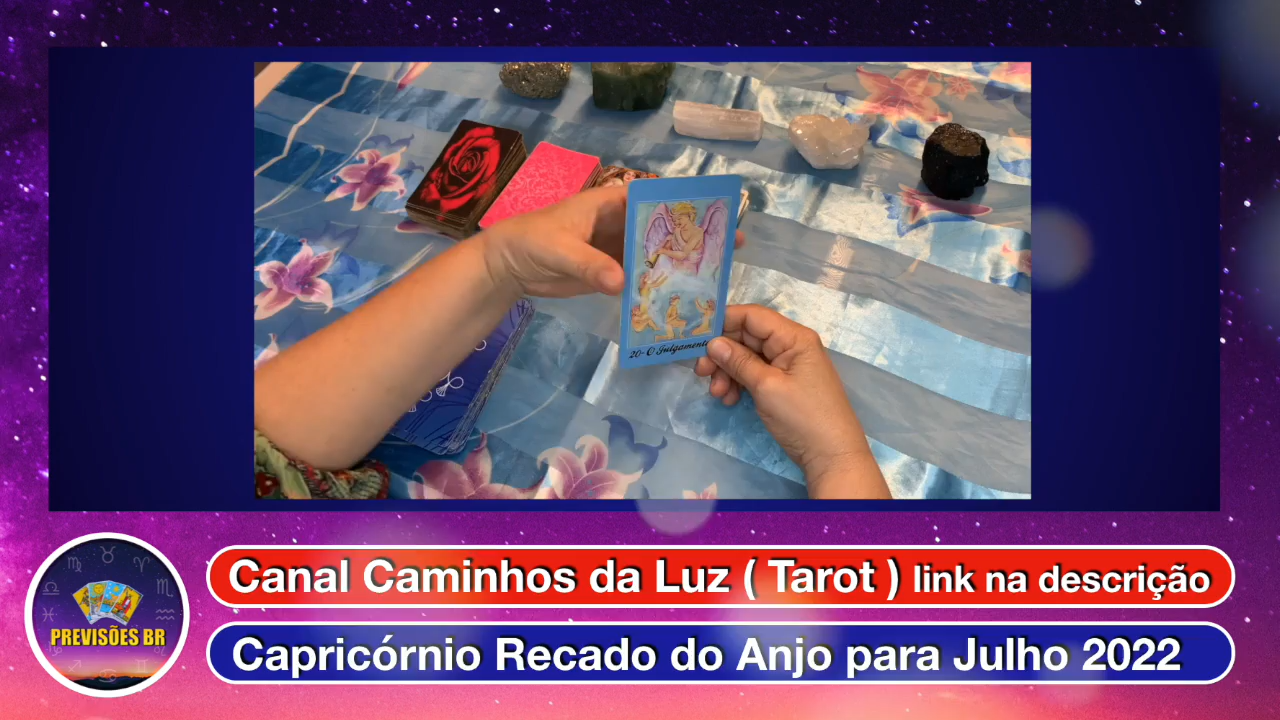 20- O Julgamento
PREVISÕES BR
Canal Caminhos da Luz ( Tarot ) link na descrição
Capricórnio Recado do Anjo para Julho 2022